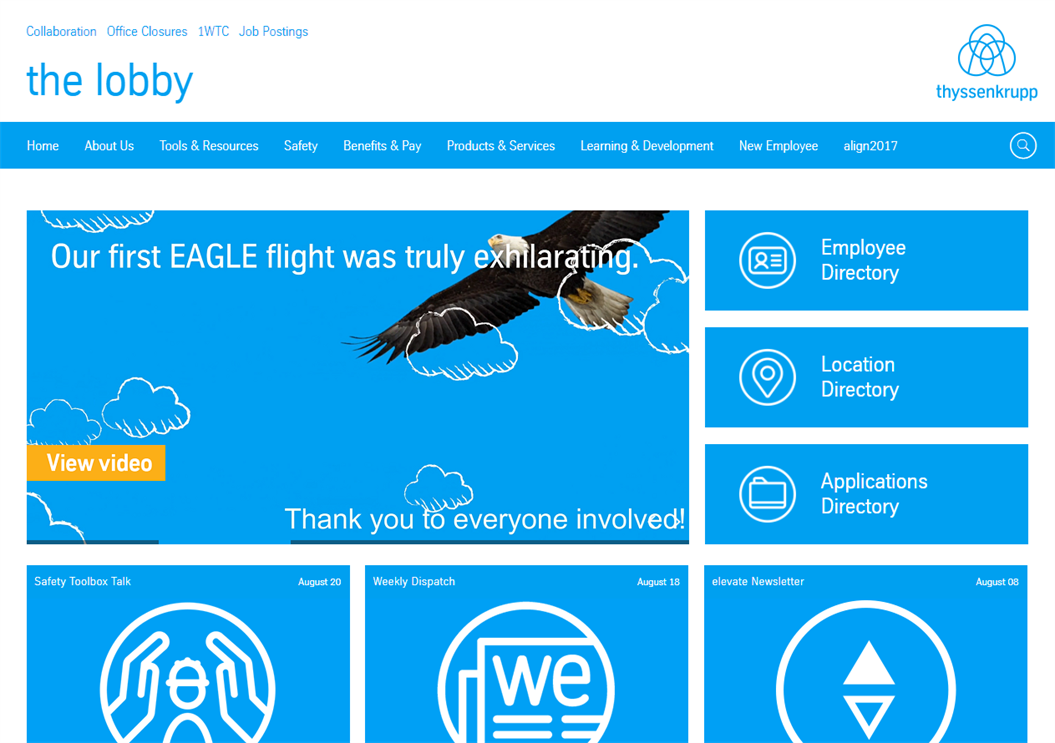 Collaboration Office Closures 1WTC Job Postings
the lobby
thyssenkrupp
Home About Us Tools & Resources Safety Benefits & Pay Products & Services Learning & Development New Employee align2017
Our first EAGLE flight was truly exhilarating.
View video
Thank you to everyone involved!
Employee
Directory
Location
Directory
Applications
Directory
Safety Toolbox Talk August 20
Weekly Dispatch August 18
elevate Newsletter August 08
we